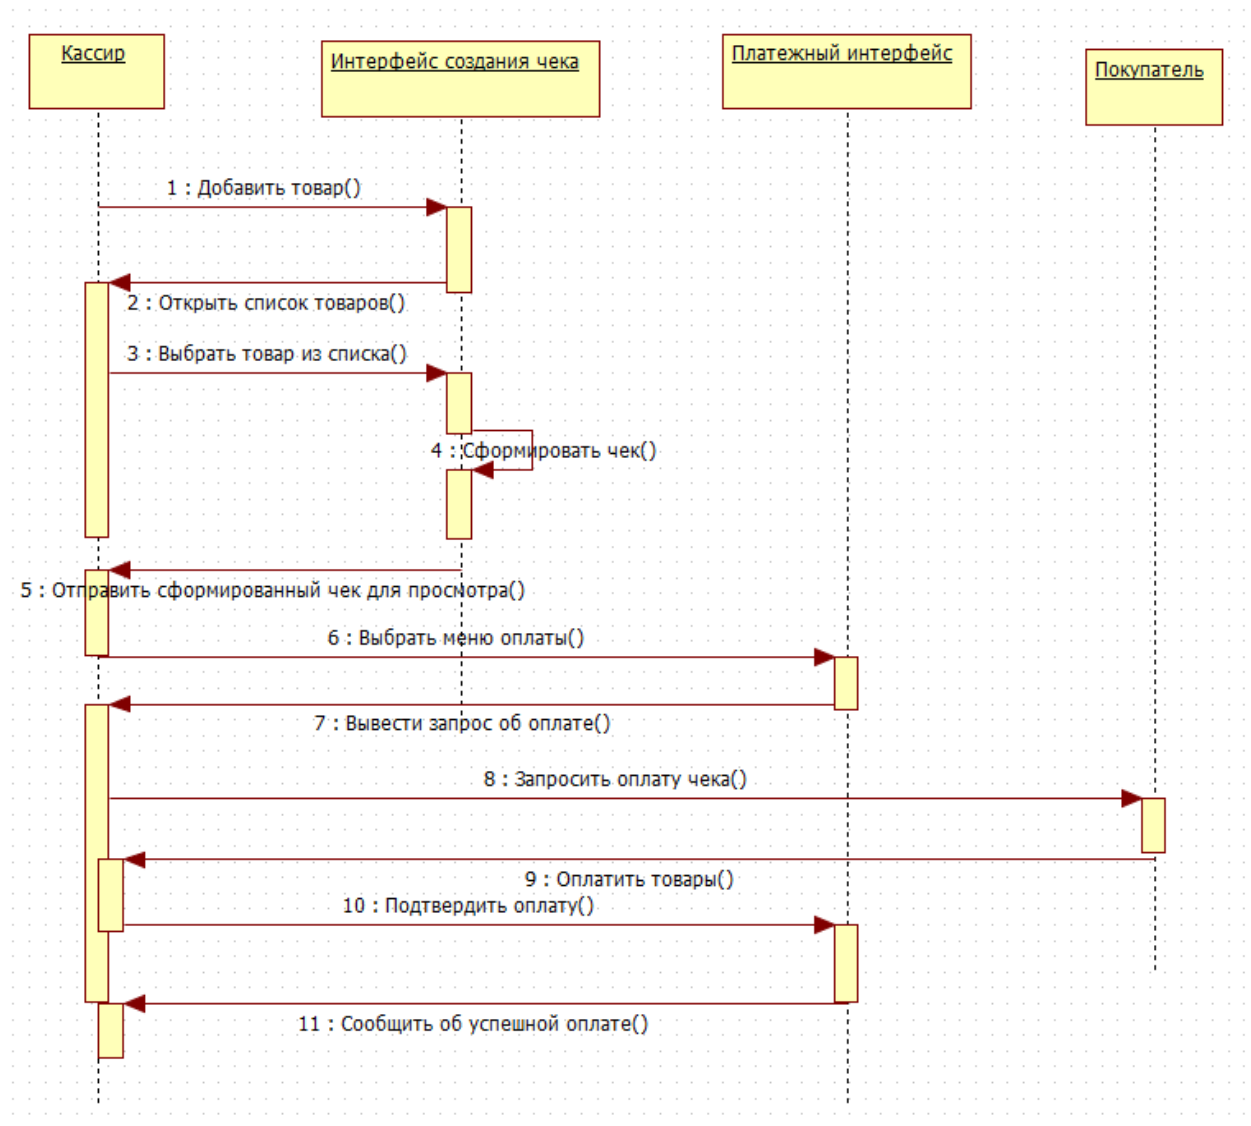 Кассир
Интерфейс создания чека
Платежный интерфейс
Покупатель
1 : Добавить товар()
2 : Открыть список товаров()
3 : Выбрать товар из списка()
4 : Сформировать чек()
5 : Отправить сформированный чек для просмотра()
6 : Выбрать меню оплаты()
7 : Вывести запрос об оплате()
8 : Запросить оплату чека()
9 : Оплатить товары()
10 : Подтвердить оплату()
11 : Сообщить об успешной оплате()